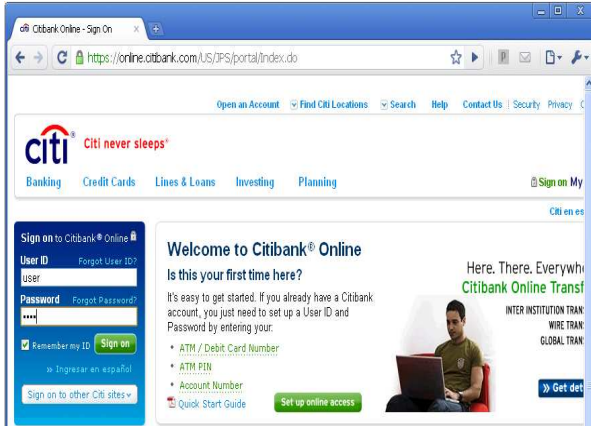 Citibank Online - Sign On
https://online.citibank.com/US/JPS/portal/Index.do
Open an Account Find Citi Locations Search Help Contact Us | Security Privacy
citi® Citi never sleeps®
Banking Credit Cards Lines & Loans Investing Planning Sign on My
Citi en es
Sign on to Citibank® Online
User ID Forgot User ID?
user
Password Forgot Password?
••••
Remember my ID Sign on
» Ingresar en español
Sign on to other Citi sites
Welcome to Citibank® Online
Is this your first time here?
It's easy to get started. If you already have a Citibank
account, you just need to set up a User ID and
Password by entering your:
• ATM / Debit Card Number
• ATM PIN
• Account Number
Quick Start Guide Set up online access
Here. There. Everywhe
Citibank Online Transf
INTER INSTITUTION TRAN
WIRE TRAN
GLOBAL TRAN
» Get det